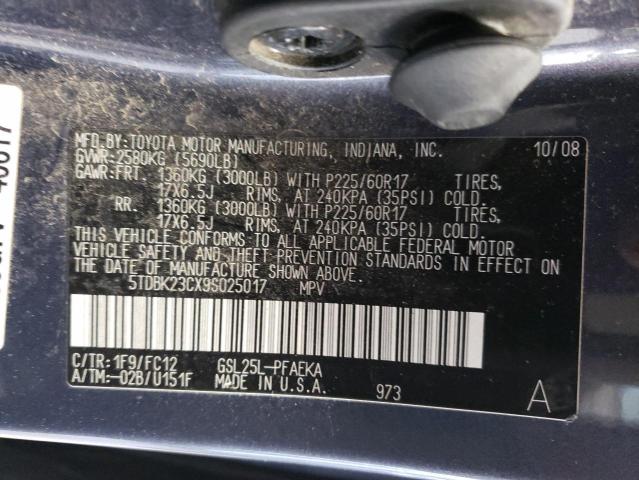 MFD.BY:TOYOTA MOTOR MANUFACTURING, INDIANA, INC. 10/08
GVWR:2580KG (5690LB)
GAWR:FRT. 1360KG (3000LB) WITH P225/60R17 TIRES,
17X6.5J RIMS, AT 240KPA (35PSI) COLD.
RR. 1360KG (3000LB) WITH P225/60R17 TIRES,
17X6.5J RIMS, AT 240KPA (35PSI) COLD.
THIS VEHICLE CONFORMS TO ALL APPLICABLE FEDERAL MOTOR
VEHICLE SAFETY AND THEFT PREVENTION STANDARDS IN EFFECT ON
THE DATE OF MANUFACTURE SHOWN ABOVE.
5TDBK23CX9S025017 MPV
C/TR:1F9/FC12 GSL25L-PFAEKA
A/TM:-02B/U151F MADE IN U.S.A. 973 A